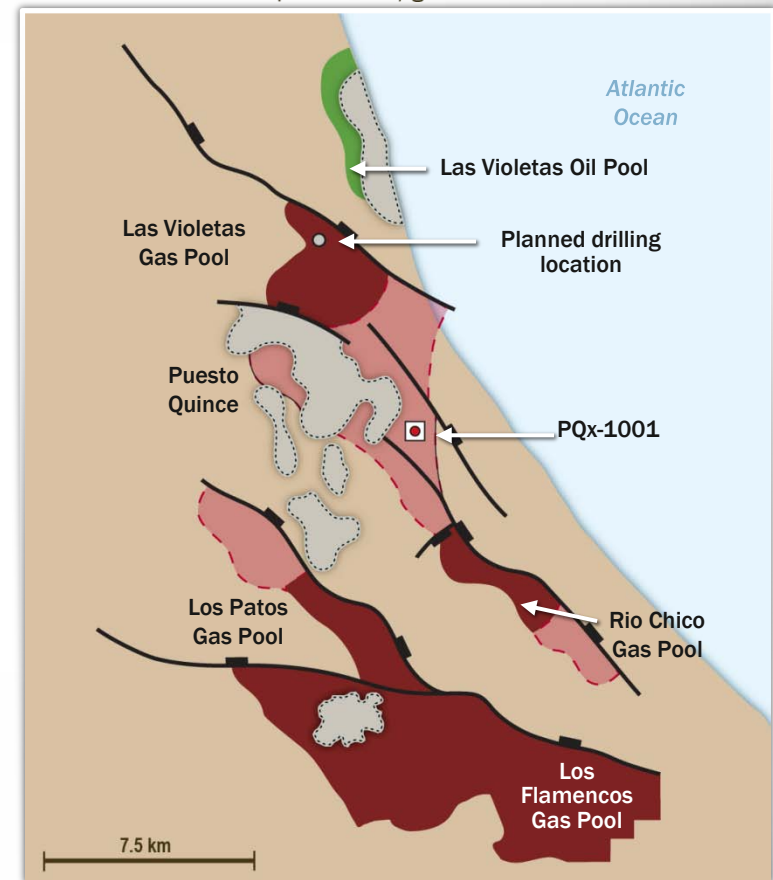 Atlantic
Ocean
Las Violetas Oil Pool
Las Violetas
Gas Pool
Planned drilling
location
Puesto
Quince
PQx-1001
Los Patos
Gas Pool
Rio Chico
Gas Pool
Los
Flamencos
Gas Pool
7.5 km